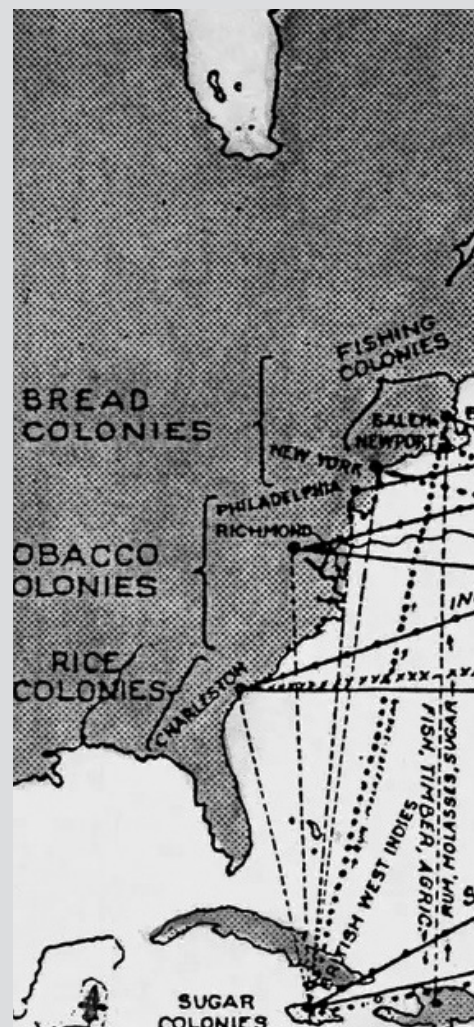 FISHING
COLONIES
BREAD
COLONIES
SALEM
NEWPORT
NEW YORK
PHILADELPHIA
RICHMOND
OBACCO
OLONIES
RICE
COLONIES
CHARLESTON
IN
BRITISH WEST INDIES
FISH, TIMBER, AGRIC.
RUM, MOLASSES, SUGAR
S
SUGAR
COLONIES